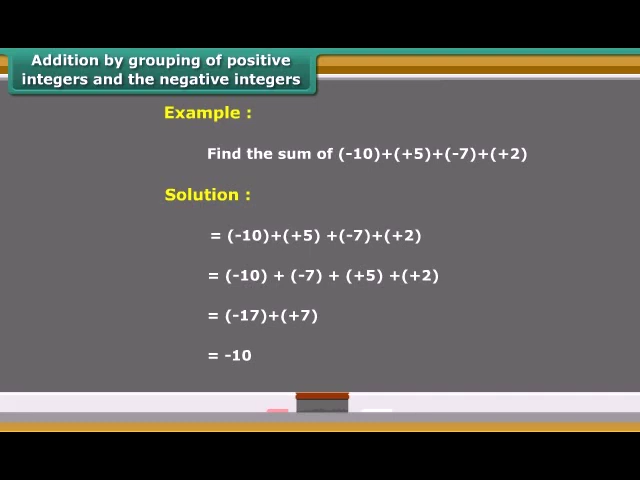 Addition by grouping of positive
integers and the negative integers
Example :
Find the sum of (-10)+(+5)+(-7)+(+2)
Solution :
= (-10)+(+5) +(-7)+(+2)
= (-10) + (-7) + (+5) +(+2)
= (-17)+(+7)
= -10